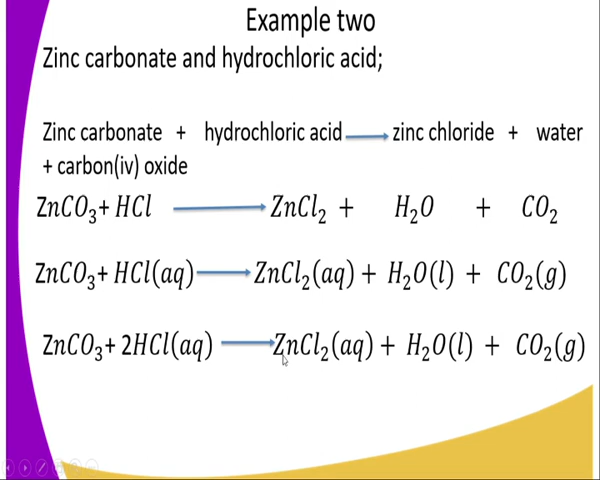 Example two
Zinc carbonate and hydrochloric acid;
Zinc carbonate + hydrochloric acid ⟶ zinc chloride + water
+ carbon(iv) oxide
ZnCO₃+ HCl ⟶ ZnCl₂ + H₂O + CO₂
ZnCO₃+ HCl(aq) ⟶ ZnCl₂(aq) + H₂O(l) + CO₂(g)
ZnCO₃+ 2HCl(aq) ⟶ ZnCl₂(aq) + H₂O(l) + CO₂(g)